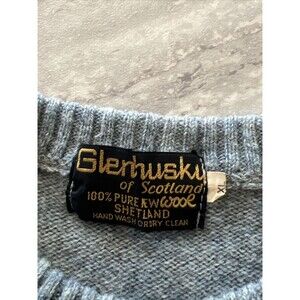 Glenhusky
of Scotland
100% PURE NEW WOOL
SHETLAND
HAND WASH OR DRY CLEAN
XL